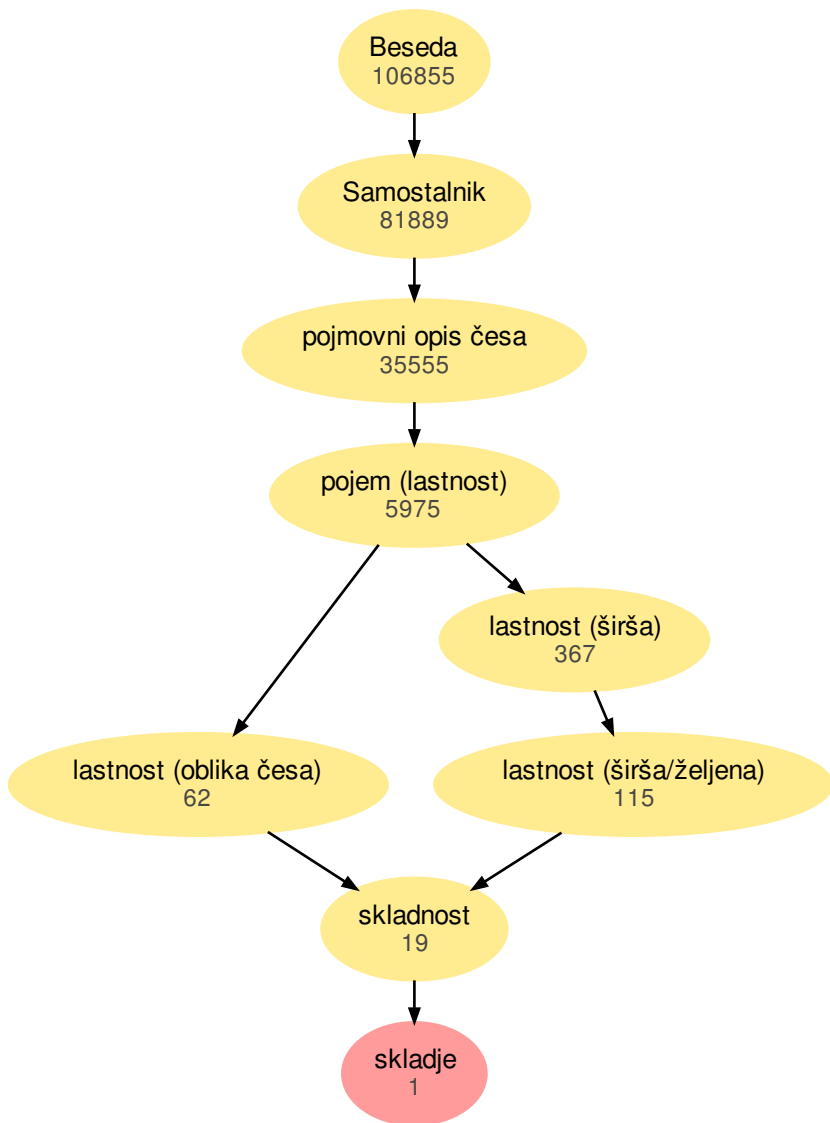 Beseda
106855
Samostalnik
81889
pojmovni opis česa
35555
pojem (lastnost)
5975
lastnost (širša)
367
lastnost (oblika česa)
62
lastnost (širša/željena)
115
skladnost
19
skladje
1